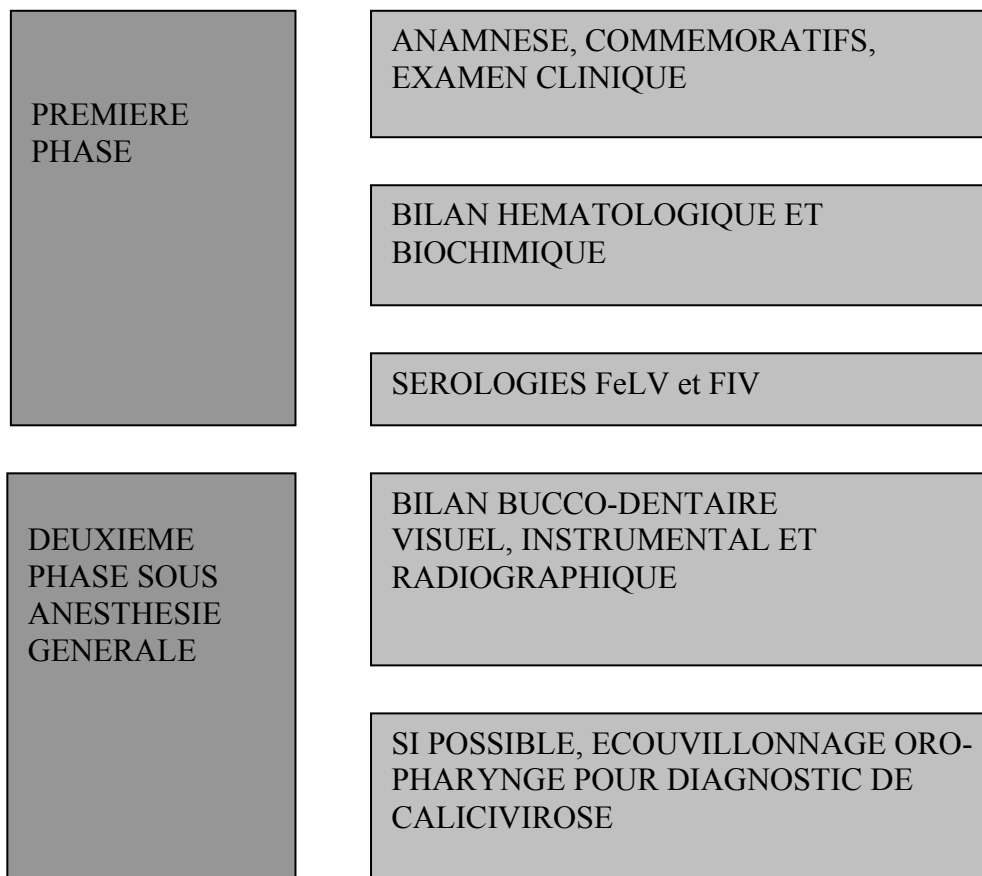 PREMIERE
PHASE
ANAMNESE, COMMEMORATIFS,
EXAMEN CLINIQUE
BILAN HEMATOLOGIQUE ET
BIOCHIMIQUE
SEROLOGIES FeLV et FIV
DEUXIEME
PHASE SOUS
ANESTHESIE
GENERALE
BILAN BUCCO-DENTAIRE
VISUEL, INSTRUMENTAL ET
RADIOGRAPHIQUE
SI POSSIBLE, ECOUVILLONNAGE ORO-
PHARYNGE POUR DIAGNOSTIC DE
CALICIVIROSE